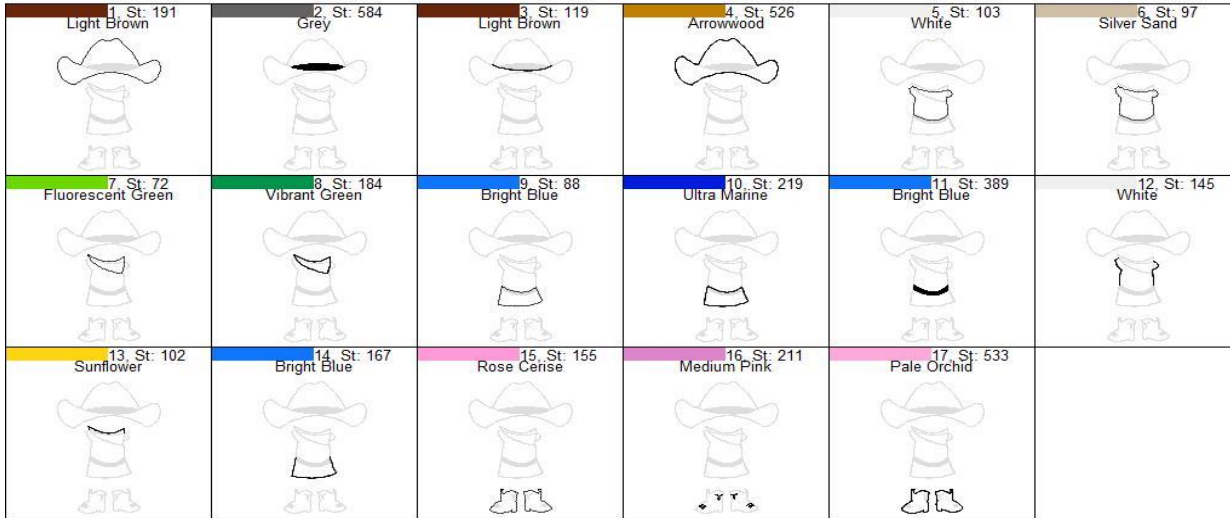 1, St: 191
Light Brown
2, St: 584
Grey
3, St: 119
Light Brown
4, St: 526
Arrowwood
5, St: 103
White
6, St: 97
Silver Sand
7, St: 72
Fluorescent Green
8, St: 184
Vibrant Green
9, St: 88
Bright Blue
10, St: 219
Ultra Marine
11, St: 389
Bright Blue
12, St: 145
White
13, St: 102
Sunflower
14, St: 167
Bright Blue
15, St: 155
Rose Cerise
16, St: 211
Medium Pink
17, St: 533
Pale Orchid